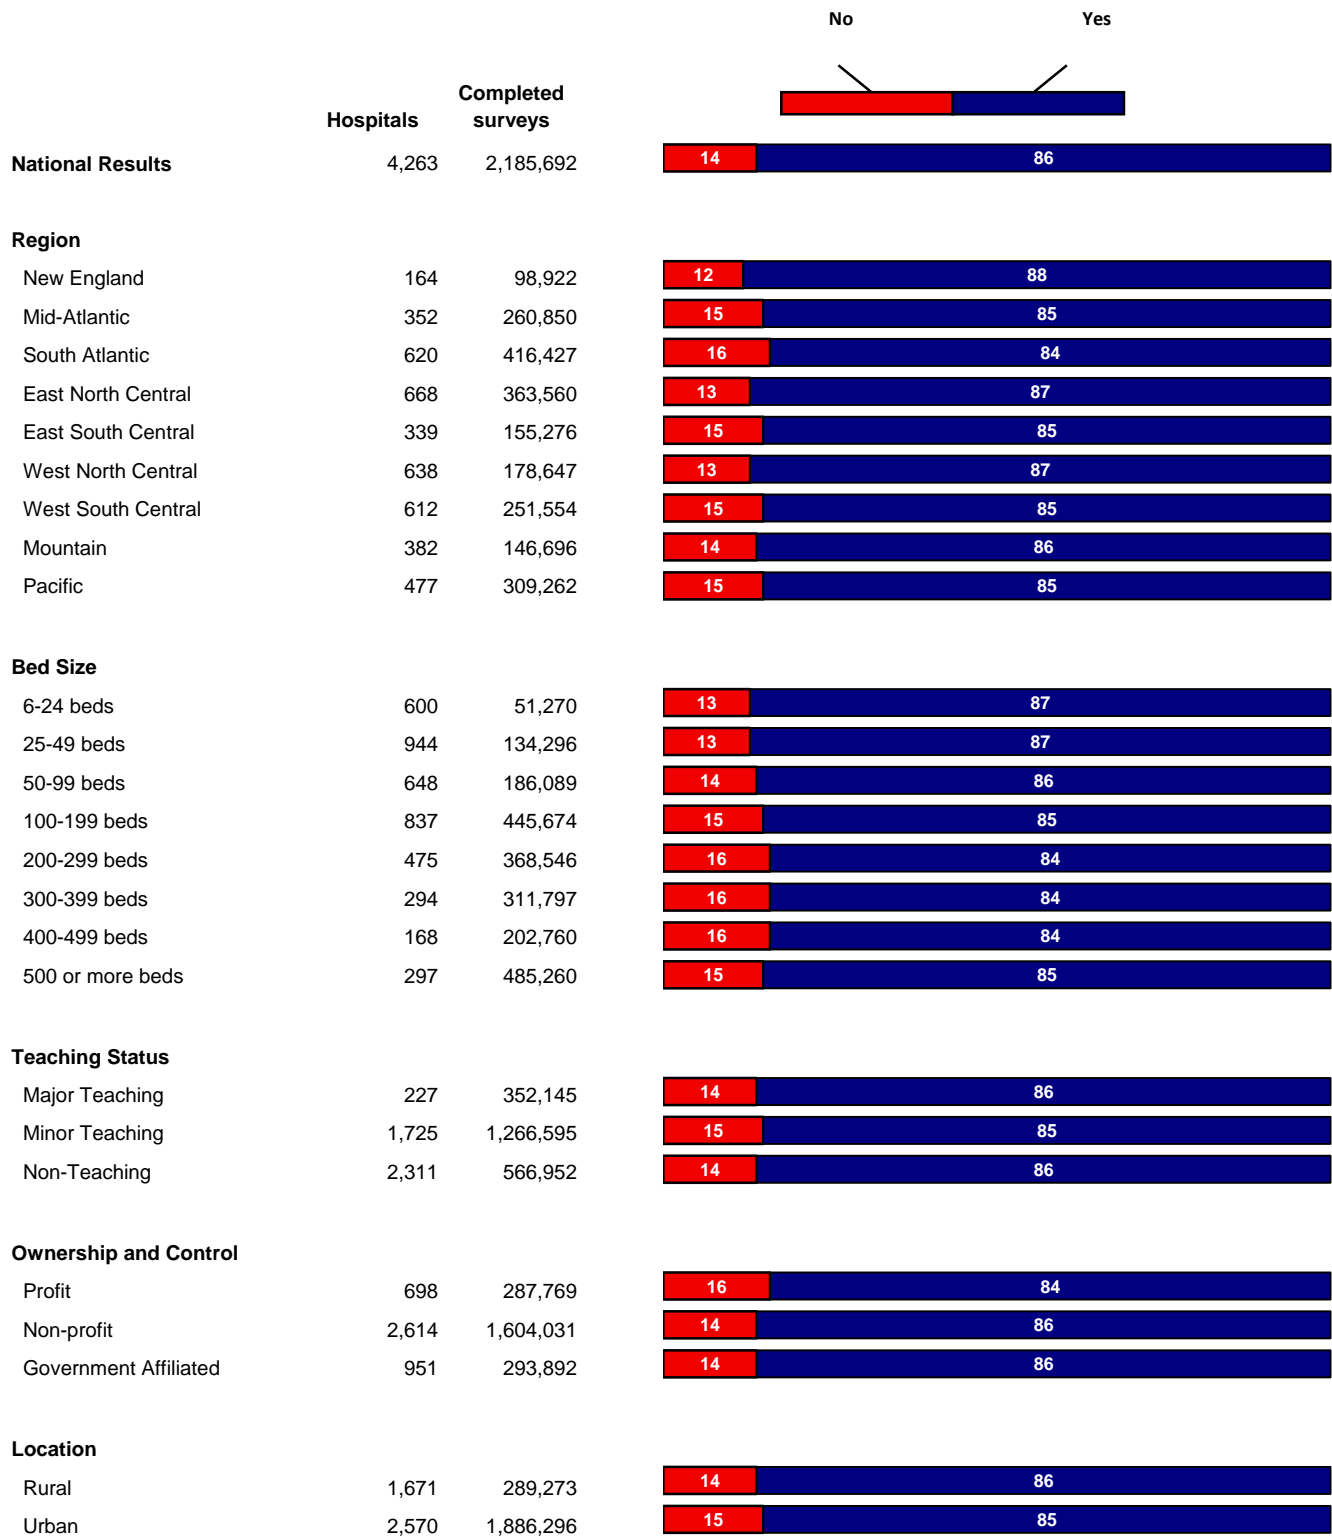 No Yes
Completed
Hospitals surveys
National Results 4,263 2,185,692 14 86
Region
New England 164 98,922 12 88
Mid-Atlantic 352 260,850 15 85
South Atlantic 620 416,427 16 84
East North Central 668 363,560 13 87
East South Central 339 155,276 15 85
West North Central 638 178,647 13 87
West South Central 612 251,554 15 85
Mountain 382 146,696 14 86
Pacific 477 309,262 15 85
Bed Size
6-24 beds 600 51,270 13 87
25-49 beds 944 134,296 13 87
50-99 beds 648 186,089 14 86
100-199 beds 837 445,674 15 85
200-299 beds 475 368,546 16 84
300-399 beds 294 311,797 16 84
400-499 beds 168 202,760 16 84
500 or more beds 297 485,260 15 85
Teaching Status
Major Teaching 227 352,145 14 86
Minor Teaching 1,725 1,266,595 15 85
Non-Teaching 2,311 566,952 14 86
Ownership and Control
Profit 698 287,769 16 84
Non-profit 2,614 1,604,031 14 86
Government Affiliated 951 293,892 14 86
Location
Rural 1,671 289,273 14 86
Urban 2,570 1,886,296 15 85